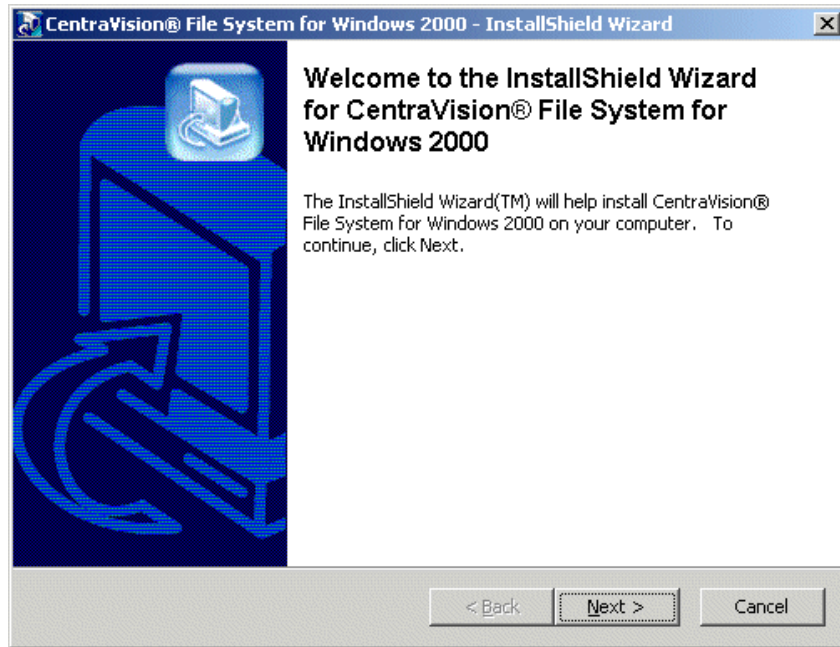 CentraVision® File System for Windows 2000 - InstallShield Wizard
Welcome to the InstallShield Wizard
for CentraVision® File System for
Windows 2000
The InstallShield Wizard(TM) will help install CentraVision®
File System for Windows 2000 on your computer. To
continue, click Next.
< Back
Next >
Cancel